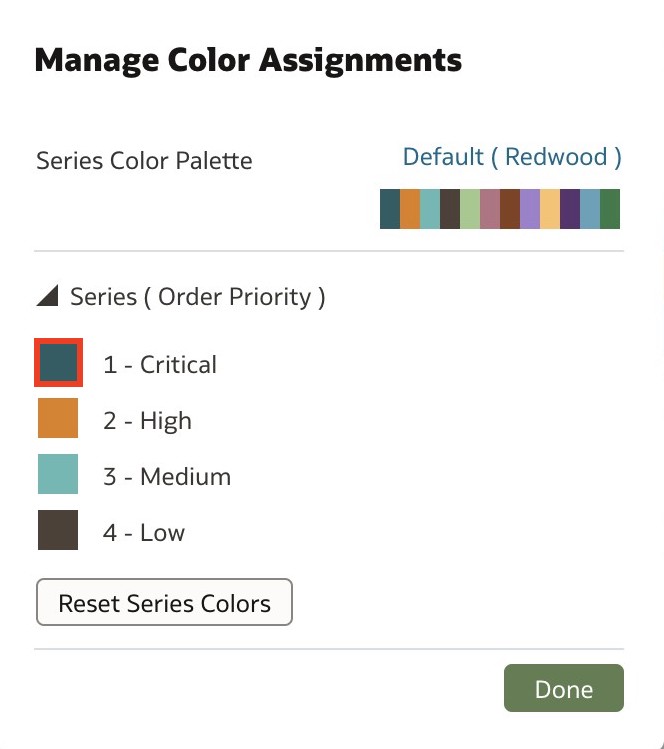 Manage Color Assignments
Series Color Palette
Default ( Redwood )
Series ( Order Priority )
1 - Critical
2 - High
3 - Medium
4 - Low
Reset Series Colors
Done